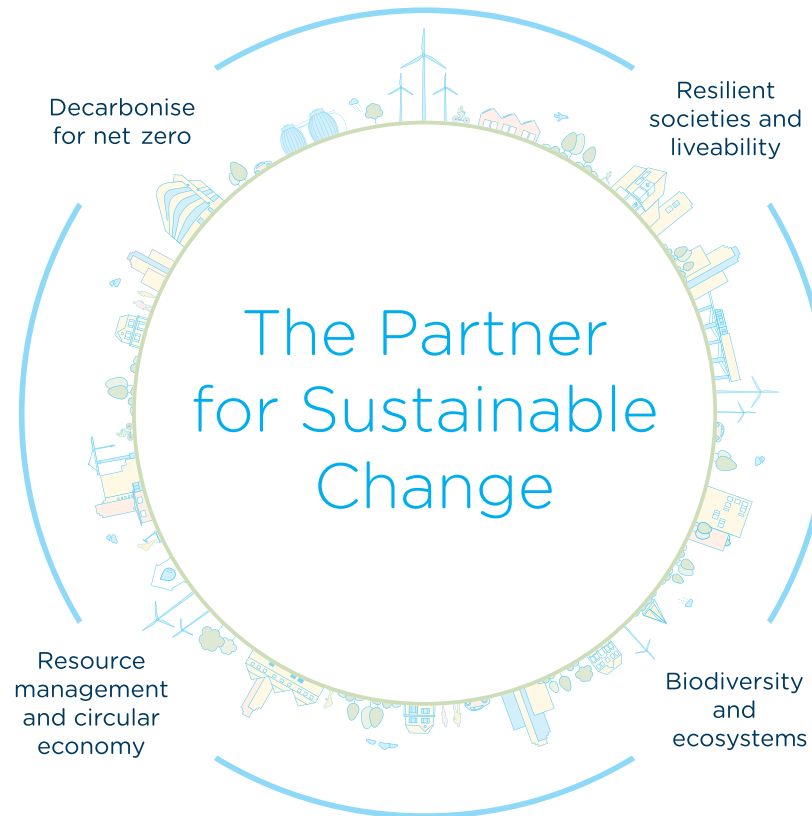 Decarbonise
for net zero
Resilient
societies and
liveability
The Partner
for Sustainable
Change
Resource
management
and circular
economy
Biodiversity
and
ecosystems